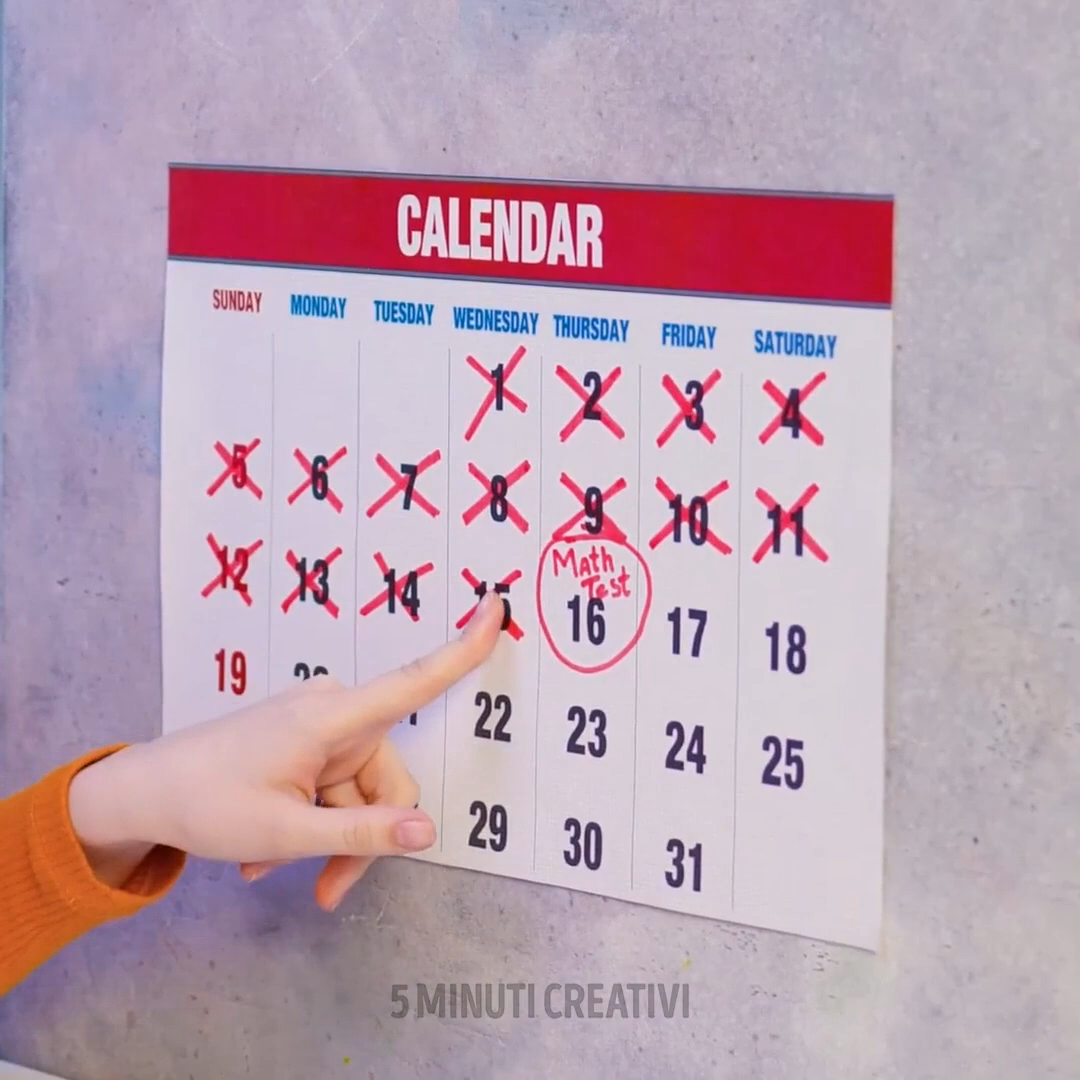 CALENDAR
SUNDAY MONDAY TUESDAY WEDNESDAY THURSDAY FRIDAY SATURDAY
1 2 3 4
5 6 7 8 9 10 11
Math
Test
12 13 14 15 16 17 18
19 22 23 24 25
29 30 31
5 MINUTI CREATIVI